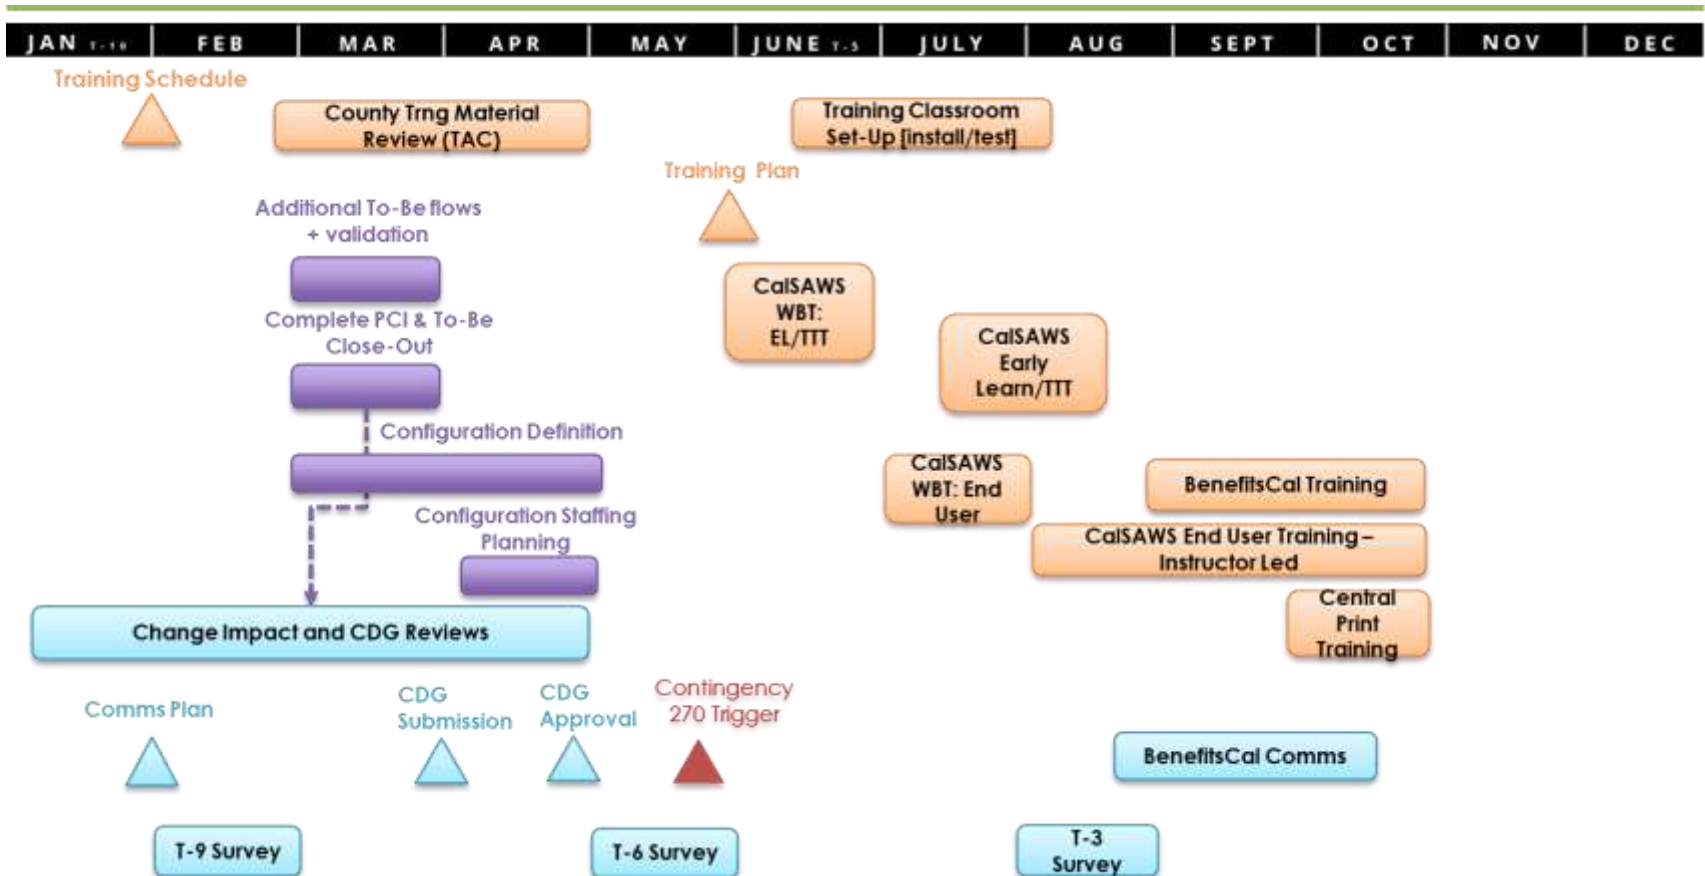 JAN T-10 FEB MAR APR MAY JUNE T-5 JULY AUG SEPT OCT NOV DEC
Training Schedule
County Trng Material
Review (TAC)
Training Classroom
Set-Up [install/test]
Training Plan
Additional To-Be flows
+ validation
CalSAWS
WBT:
EL/TTT
Complete PCI & To-Be
Close-Out
CalSAWS
Early
Learn/TTT
Configuration Definition
CalSAWS
WBT: End
User
BenefitsCal Training
Configuration Staffing
Planning
CalSAWS End User Training –
Instructor Led
Central
Print
Training
Change Impact and CDG Reviews
Comms Plan
CDG
Submission
CDG
Approval
Contingency
270 Trigger
BenefitsCal Comms
T-9 Survey
T-6 Survey
T-3
Survey